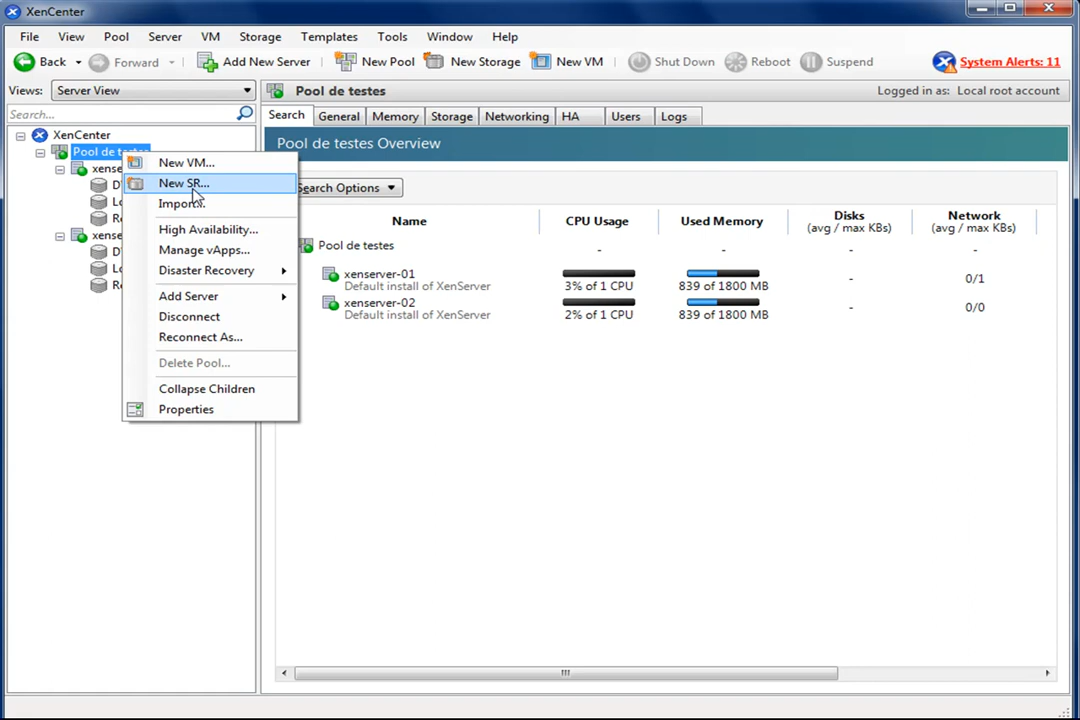 XenCenter
File View Pool Server VM Storage Templates Tools Window Help
Back Forward Add New Server New Pool New Storage New VM Shut Down Reboot Suspend System Alerts: 11
Views: Server View Pool de testes Logged in as: Local root account
Search...
Search General Memory Storage Networking HA Users Logs
XenCenter
Pool de
Pool de testes Overview
New VM...
New SR...
Search Options
Import...
High Availability...
Manage vApps...
Disaster Recovery
Add Server
Disconnect
Reconnect As...
Delete Pool...
Collapse Children
Properties
Name CPU Usage Used Memory Disks Network
(avg / max KBs) (avg / max KBs)
Pool de testes - - - -
xenserver-01
Default install of XenServer 3% of 1 CPU 839 of 1800 MB - 0/1
xenserver-02
Default install of XenServer 2% of 1 CPU 839 of 1800 MB - 0/0